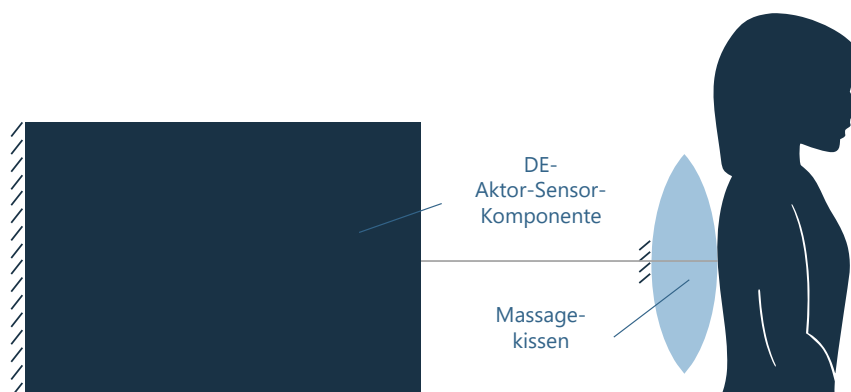 DE-
Aktor-Sensor-
Komponente
Massage-
kissen